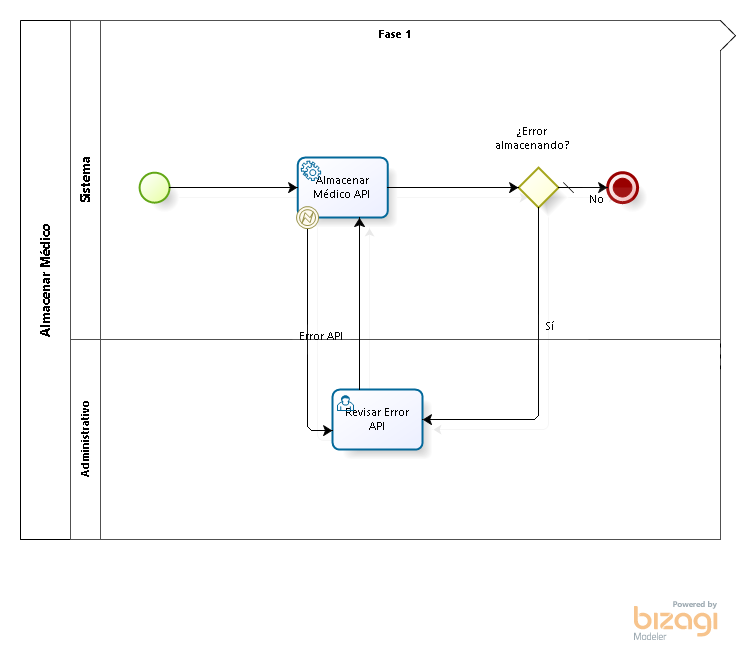 Fase 1
Almacenar Médico
Sistema
¿Error
almacenando?
Almacenar
Médico API
No
Error API
Sí
Administrativo
Revisar Error
API
Powered by
bizagi
Modeler